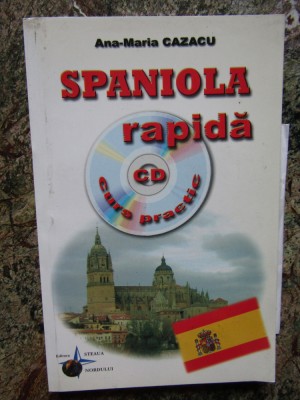 Ana-Maria CAZACU
SPANIOLA
rapidă
CD
Curs practic
Editura
STEAUA
NORDULUI